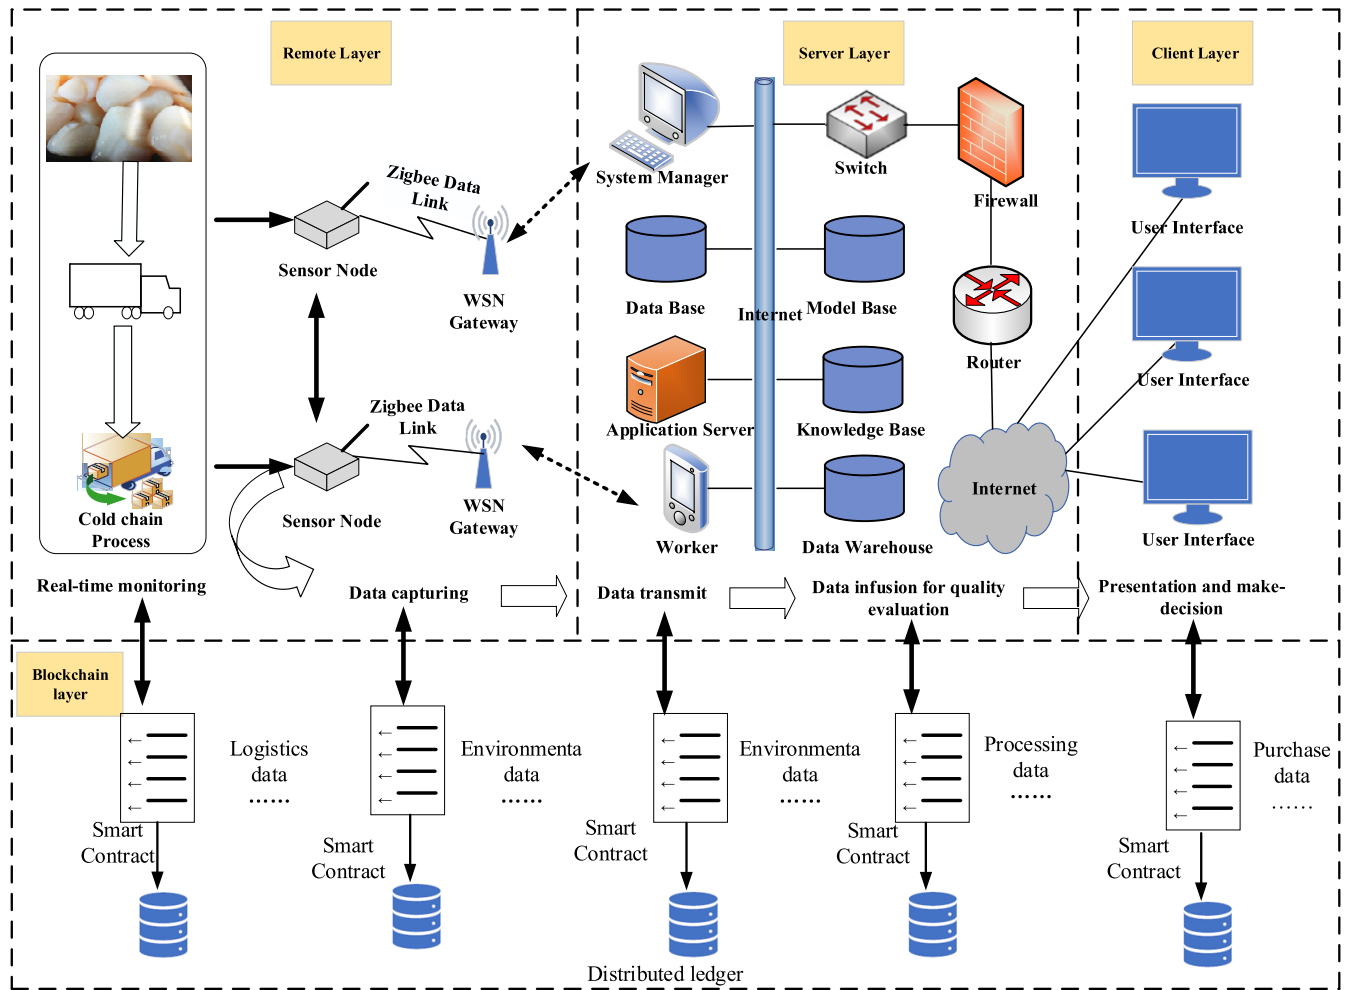 Remote Layer
Server Layer
Client Layer
Zigbee Data
Link
Sensor Node
WSN
Gateway
System Manager
Switch
Firewall
User Interface
Data Base
Internet
Model Base
Router
User Interface
Zigbee Data
Link
Sensor Node
WSN
Gateway
Application Server
Knowledge Base
Internet
Worker
Data Warehouse
User Interface
Cold chain
Process
Real-time monitoring
Data capturing
Data transmit
Data infusion for quality
evaluation
Presentation and make-
decision
Blockchain
layer
Logistics
data
……
Environmenta
data
……
Environmenta
data
……
Processing
data
……
Purchase
data
……
Smart
Contract
Smart
Contract
Smart
Contract
Smart
Contract
Smart
Contract
Distributed ledger